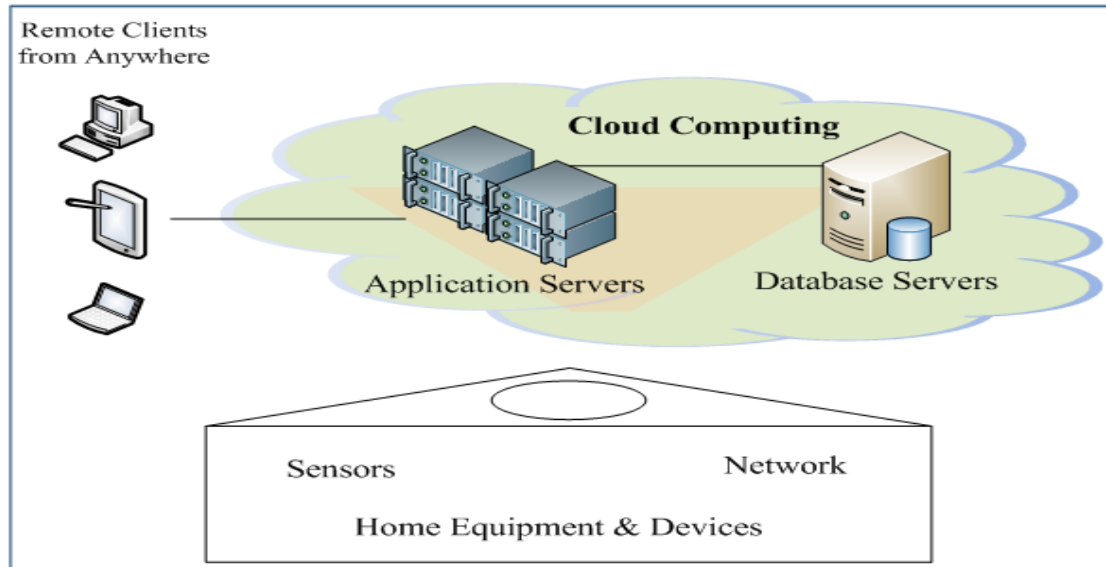 Remote Clients
from Anywhere
Cloud Computing
Application Servers
Database Servers
Sensors
Network
Home Equipment & Devices